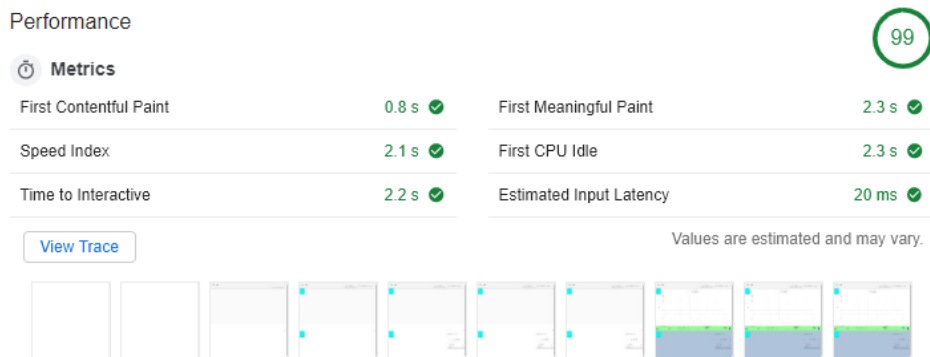 Performance
99
Metrics
First Contentful Paint 0.8 s
First Meaningful Paint 2.3 s
Speed Index 2.1 s
First CPU Idle 2.3 s
Time to Interactive 2.2 s
Estimated Input Latency 20 ms
View Trace
Values are estimated and may vary.